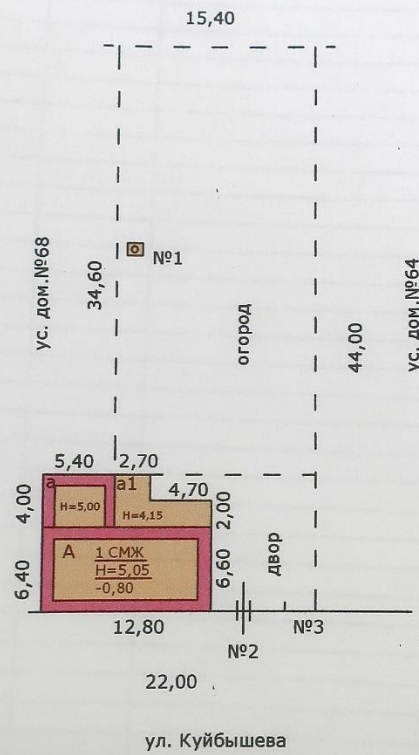 15,40
№1
ус. дом.№68
34,60
огород
44,00
ус. дом.№64
5,40
2,70
а
а1
4,70
4,00
Н=5,00
Н=4,15
2,00
А
1 СМЖ
Н=5,05
-0,80
6,40
6,60
двор
12,80
№3
№2
22,00
ул. Куйбышева